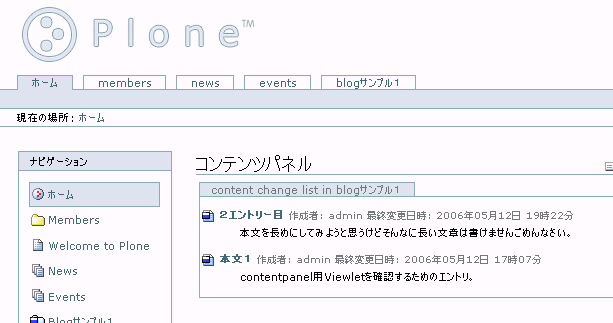 Plone™
ホーム members news events blogサンプル1
現在の場所: ホーム
ナビゲーション
ホーム
Members
Welcome to Plone
News
Events
Blogサンプル1
コンテンツパネル
content change list in blogサンプル1
２エントリー目 作成者: admin 最終変更日時: 2006年05月12日 19時22分
本文を長めにしてみようと思うけどそんなに長い文章は書けませんごめんなさい。
本文１ 作成者: admin 最終変更日時: 2006年05月12日 17時07分
contentpanel用Viewletを確認するためのエントリ。